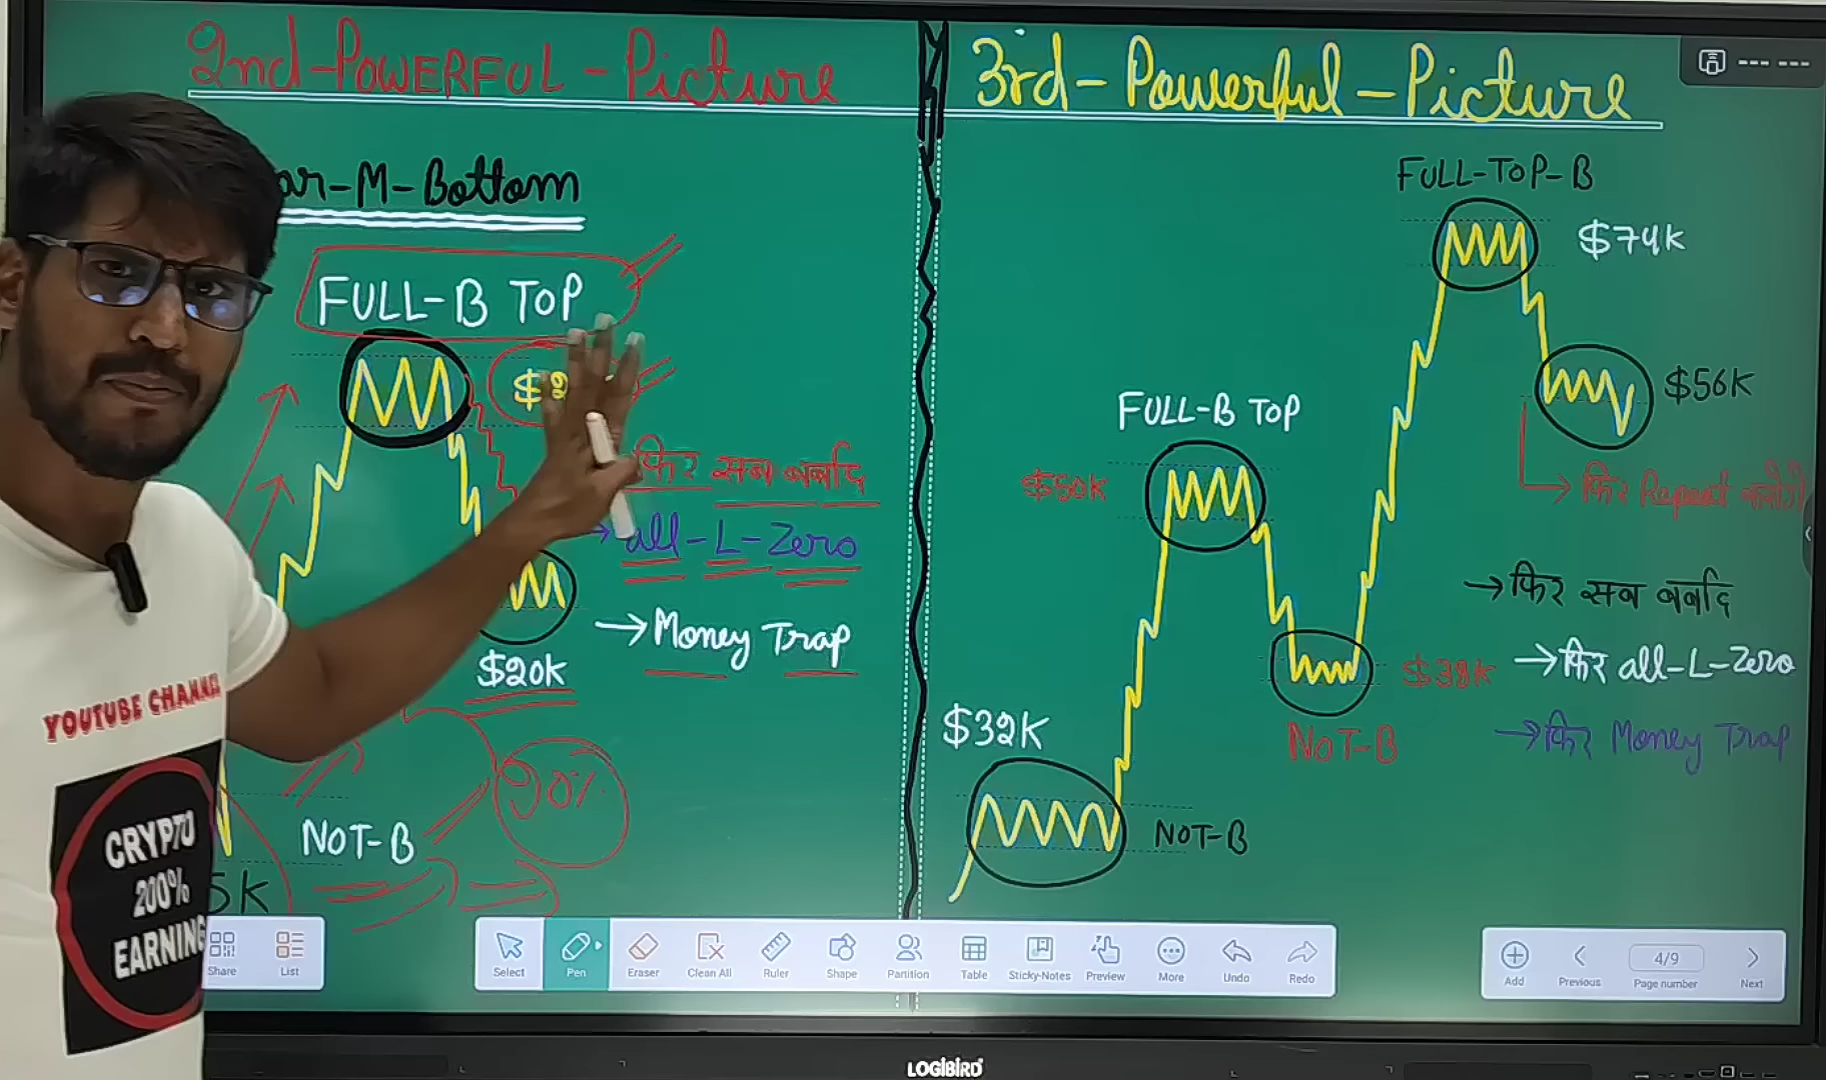 2nd-POWERFUL-Picture
ar-M-Bottom
FULL-B TOP
फिर सब बर्बाद
→ all-L-Zero
→ Money Trap
$20K
90%
NOT-B
5K
3rd-Powerful-Picture
FULL-TOP-B
$74K
$56K
→ फिर Repeat
FULL-B TOP
$50K
→ फिर सब बर्बाद
→ फिर all-L-Zero
→ फिर Money Trap
$38K
NOT-B
$32K
NOT-B
YOUTUBE CHANNEL
CRYPTO
200%
EARNING
Share
List
Select
Pen
Eraser
Clean All
Ruler
Shape
Partition
Table
Sticky-Notes
Preview
More
Undo
Redo
Add
Previous
4/9
Page number
Next
LOGIBIRD